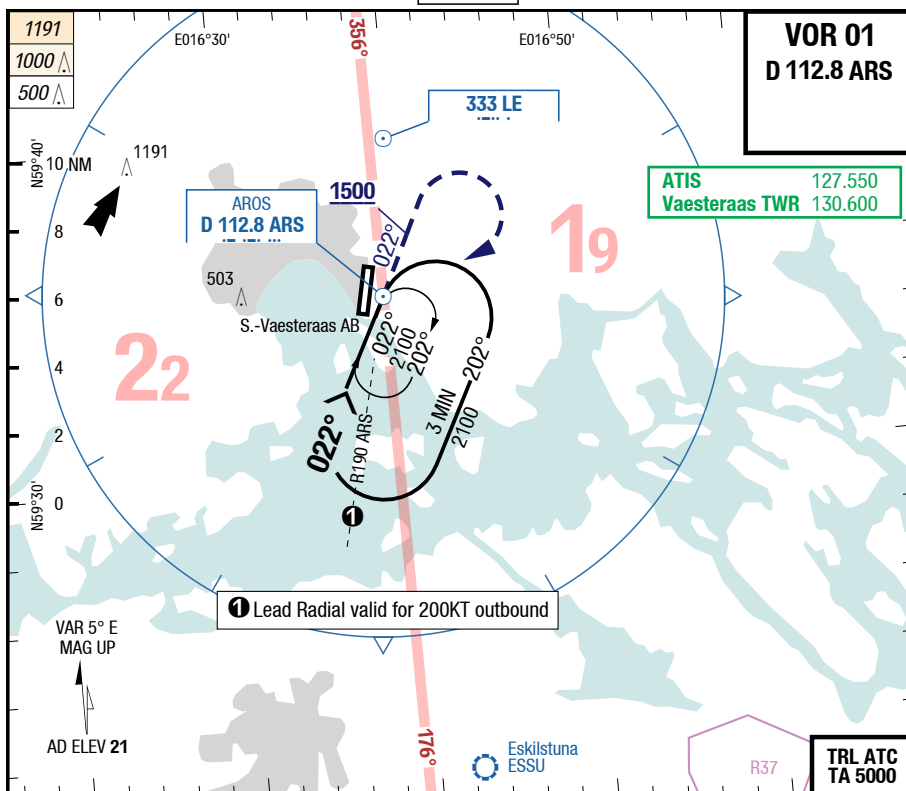 1191
1000
500
E016°30'
356°
E016°50'
VOR 01
D 112.8 ARS
333 LE
N59°40'
10 NM
1191
ATIS 127.550
Vaesteraas TWR 130.600
AROS
D 112.8 ARS
1500
022°
19
8
503
6
S.-Vaesteraas AB
22
4
022°
2100
202°
202°
3 MIN
2100
022°
R190 ARS
2
N59°30'
0
1
1 Lead Radial valid for 200KT outbound
VAR 5° E
MAG UP
AD ELEV 21
176°
Eskilstuna
ESSU
R37
TRL ATC
TA 5000